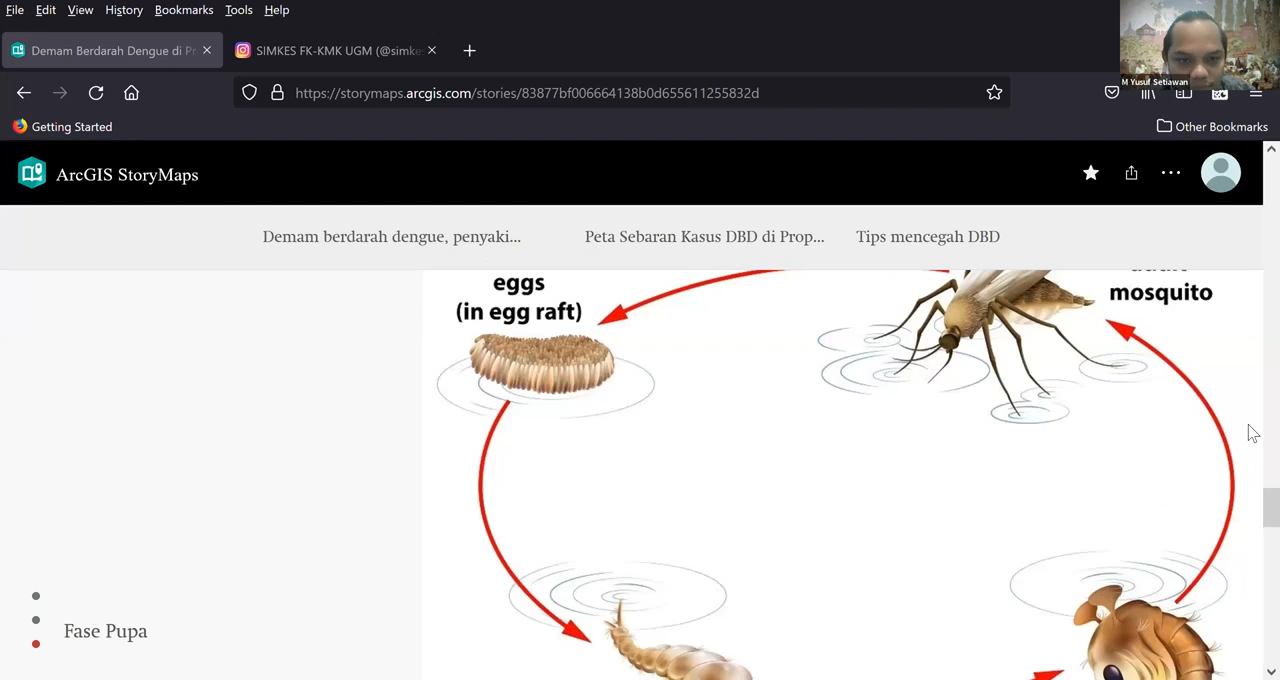 File Edit View History Bookmarks Tools Help
Demam Berdarah Dengue di Pr
SIMKES FK-KMK UGM (@simke
M Yusuf Setiawan
https://storymaps.arcgis.com/stories/83877bf006664138b0d655611255832d
Getting Started
Other Bookmarks
ArcGIS StoryMaps
Demam berdarah dengue, penyaki...
Peta Sebaran Kasus DBD di Prop...
Tips mencegah DBD
eggs
(in egg raft)
mosquito
Fase Pupa